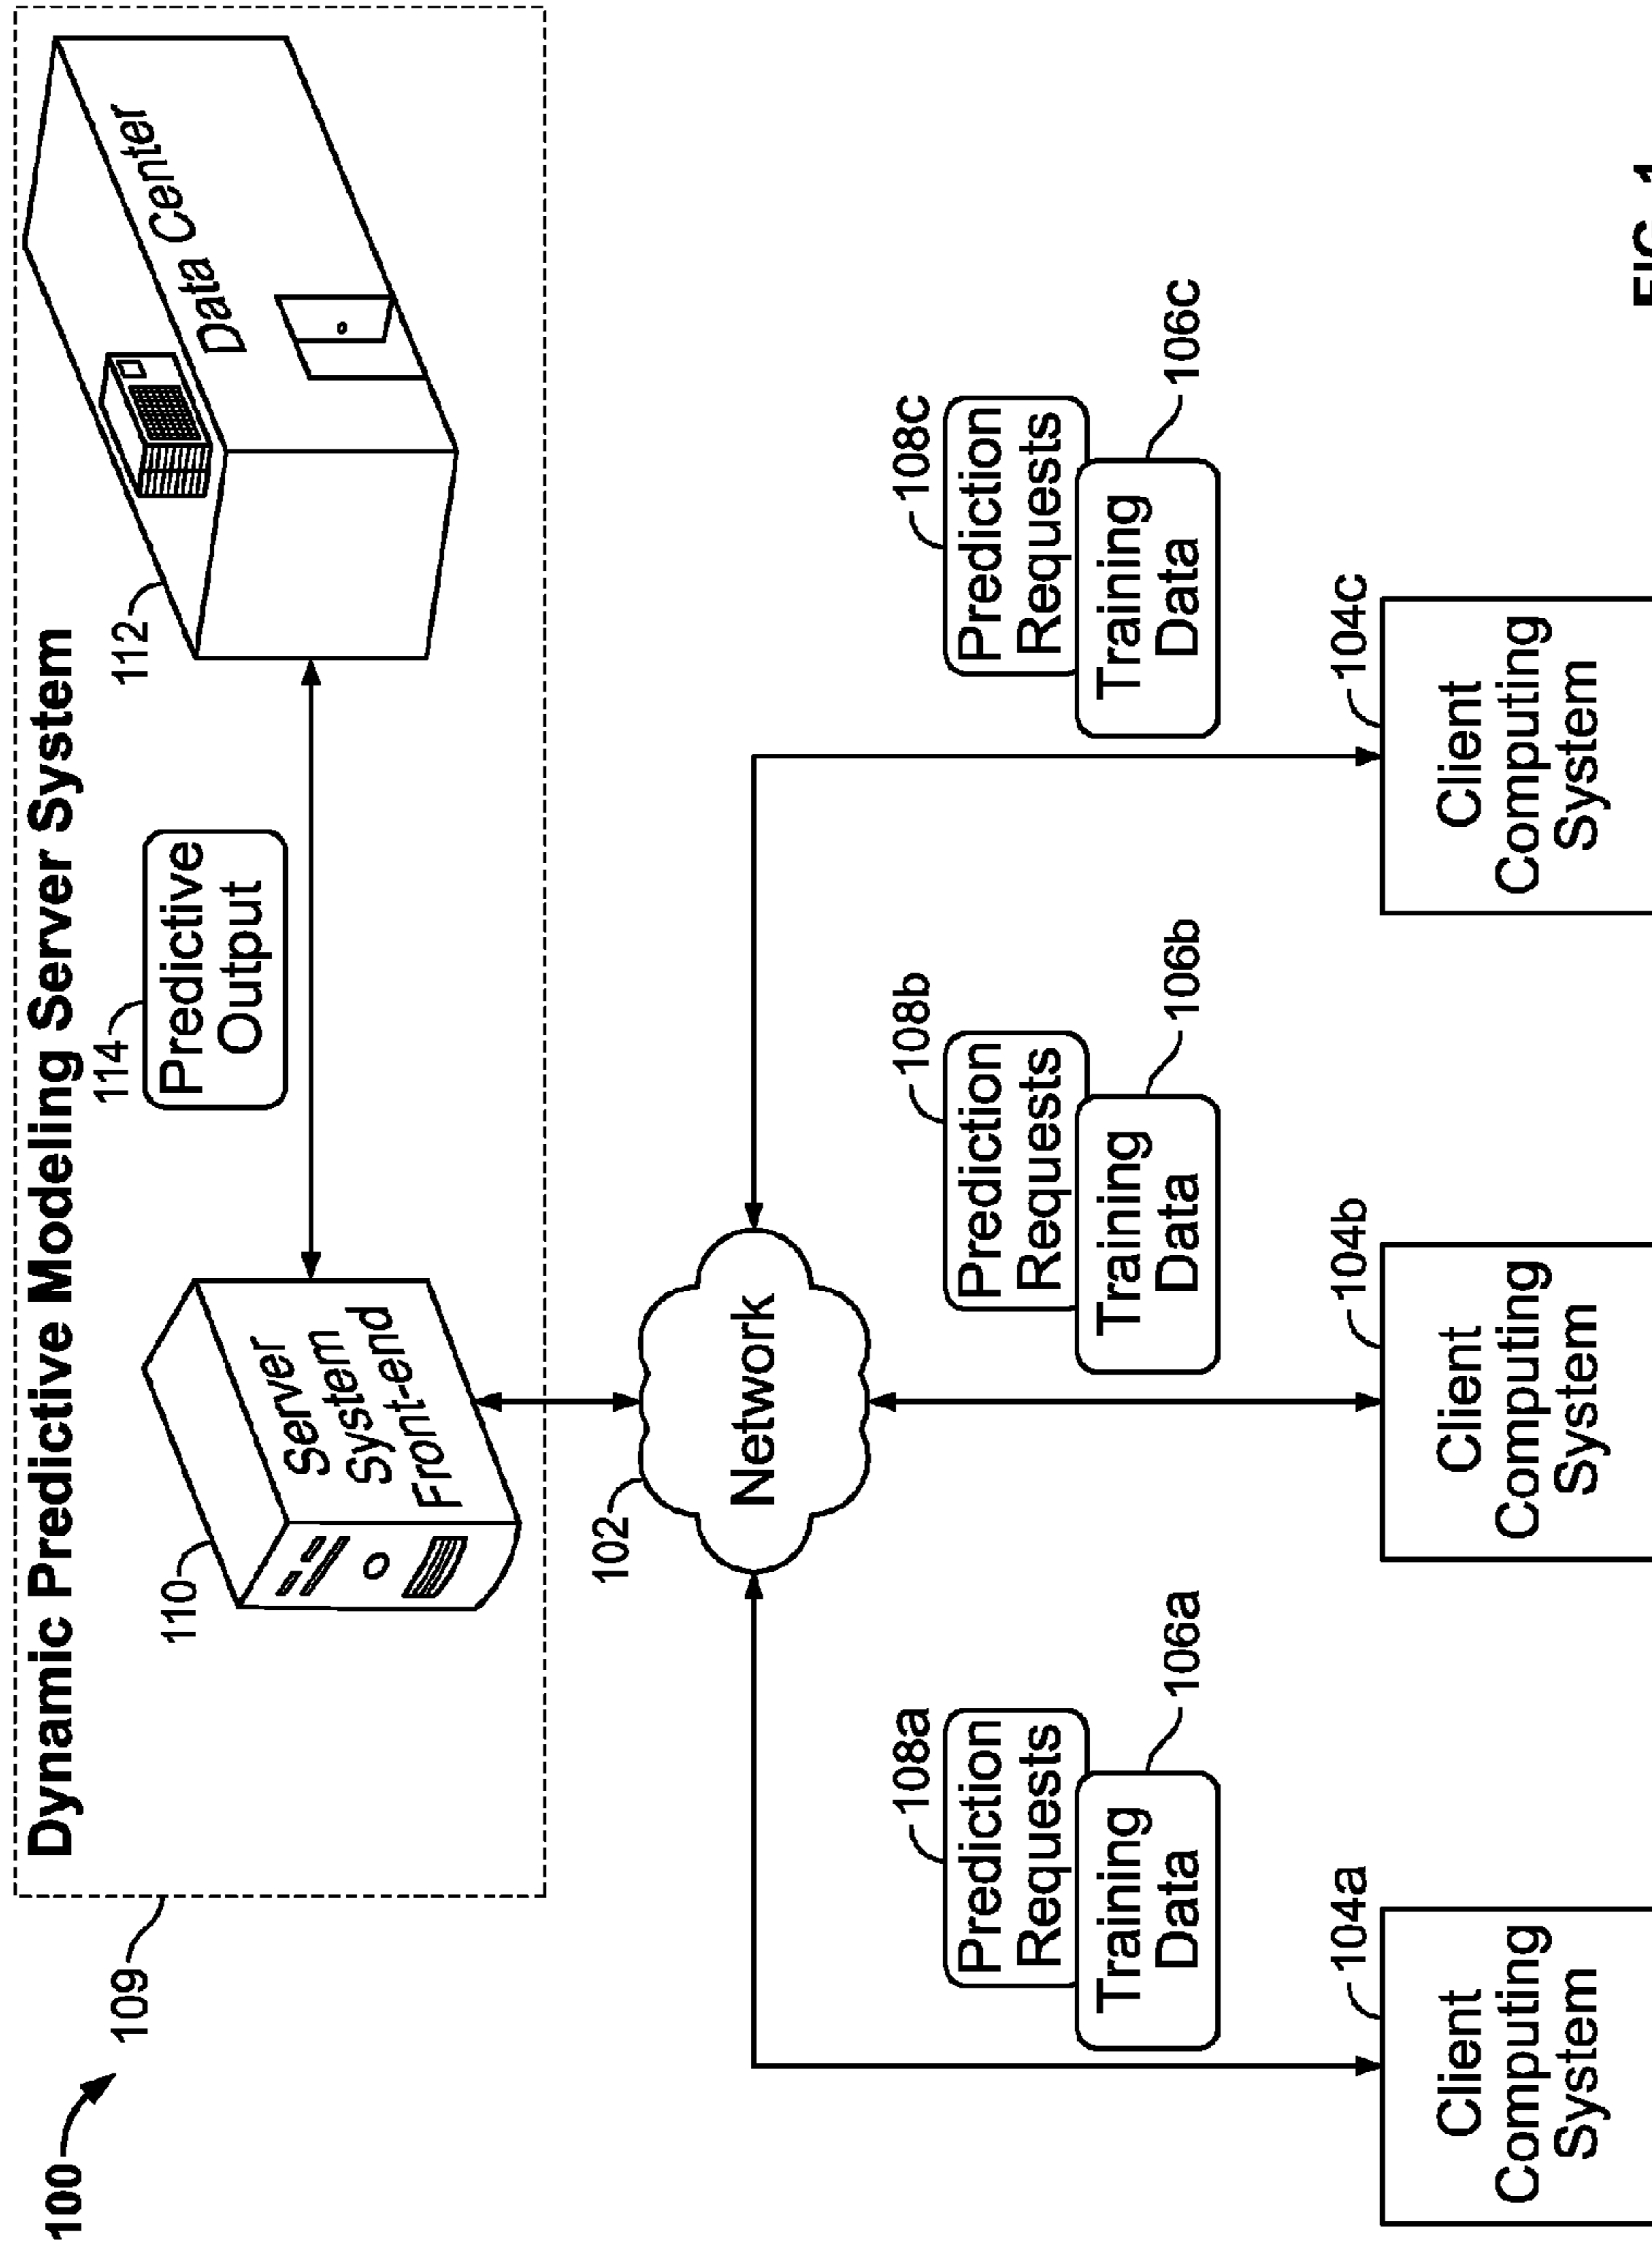 100
109
Dynamic Predictive Modeling Server System
110
Server
System
Front-end
114
Predictive
Output
112
Data Center
102
Network
108a
Prediction
Requests
Training
Data
106a
108b
Prediction
Requests
Training
Data
106b
108c
Prediction
Requests
Training
Data
106c
104a
Client
Computing
System
104b
Client
Computing
System
104c
Client
Computing
System
FIG. 1